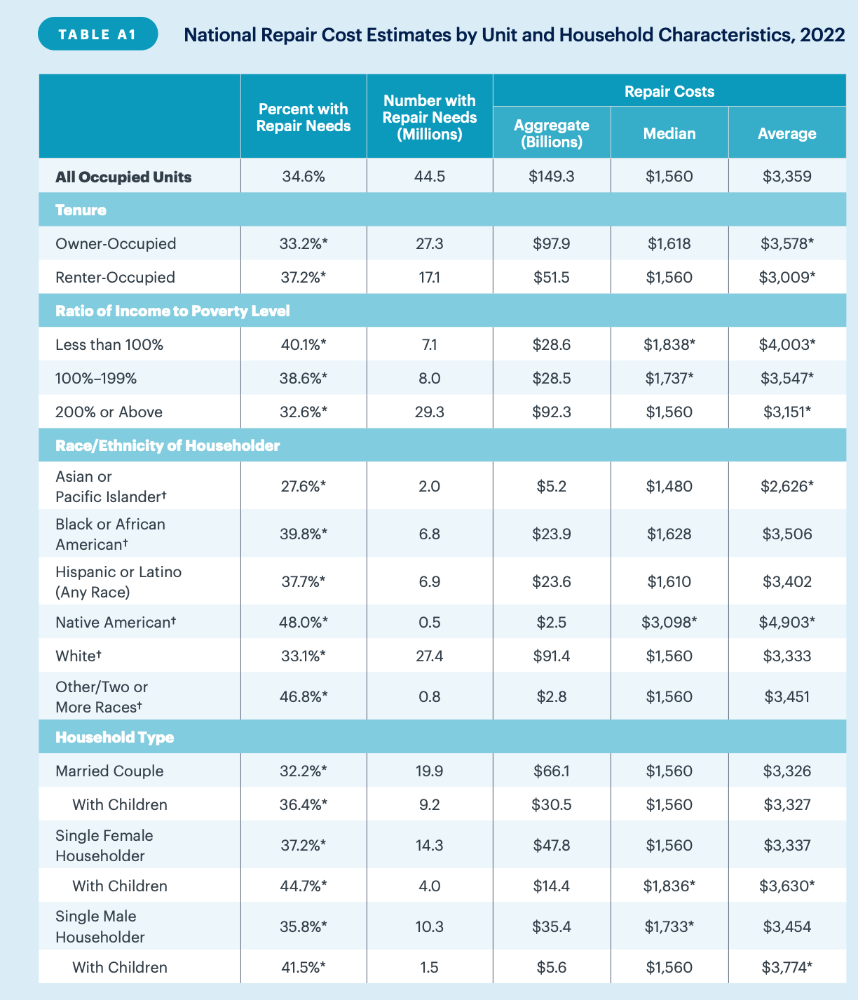 TABLE A1 National Repair Cost Estimates by Unit and Household Characteristics, 2022
Percent with
Repair Needs
Number with
Repair Needs
(Millions)
Repair Costs
Aggregate
(Billions)
Median
Average
All Occupied Units 34.6% 44.5 $149.3 $1,560 $3,359
Tenure
Owner-Occupied 33.2%* 27.3 $97.9 $1,618 $3,578*
Renter-Occupied 37.2%* 17.1 $51.5 $1,560 $3,009*
Ratio of Income to Poverty Level
Less than 100% 40.1%* 7.1 $28.6 $1,838* $4,003*
100%–199% 38.6%* 8.0 $28.5 $1,737* $3,547*
200% or Above 32.6%* 29.3 $92.3 $1,560 $3,151*
Race/Ethnicity of Householder
Asian or
Pacific Islander† 27.6%* 2.0 $5.2 $1,480 $2,626*
Black or African
American† 39.8%* 6.8 $23.9 $1,628 $3,506
Hispanic or Latino
(Any Race) 37.7%* 6.9 $23.6 $1,610 $3,402
Native American† 48.0%* 0.5 $2.5 $3,098* $4,903*
White† 33.1%* 27.4 $91.4 $1,560 $3,333
Other/Two or
More Races† 46.8%* 0.8 $2.8 $1,560 $3,451
Household Type
Married Couple 32.2%* 19.9 $66.1 $1,560 $3,326
With Children 36.4%* 9.2 $30.5 $1,560 $3,327
Single Female
Householder 37.2%* 14.3 $47.8 $1,560 $3,337
With Children 44.7%* 4.0 $14.4 $1,836* $3,630*
Single Male
Householder 35.8%* 10.3 $35.4 $1,733* $3,454
With Children 41.5%* 1.5 $5.6 $1,560 $3,774*